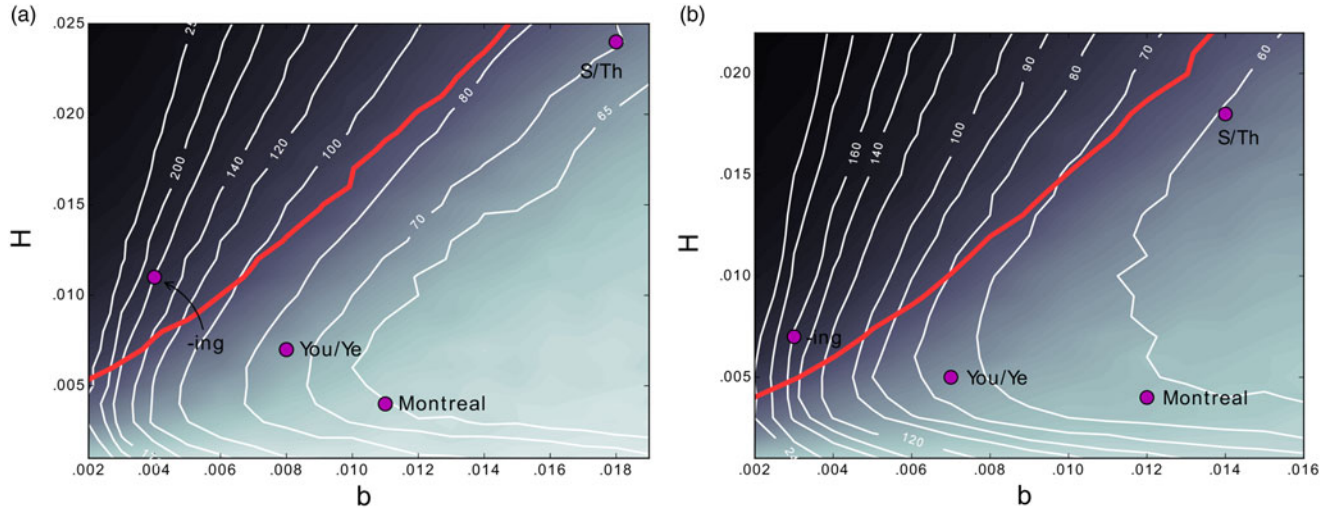 (a)
.025
.020
.015
.010
.005
H
200
140
120
100
80
70
65
S/Th
-ing
You/Ye
Montreal
.002 .004 .006 .008 .010 .012 .014 .016 .018
b
(b)
.020
.015
.010
.005
H
160
140
100
90
80
70
60
120
S/Th
-ing
You/Ye
Montreal
.002 .004 .006 .008 .010 .012 .014 .016
b